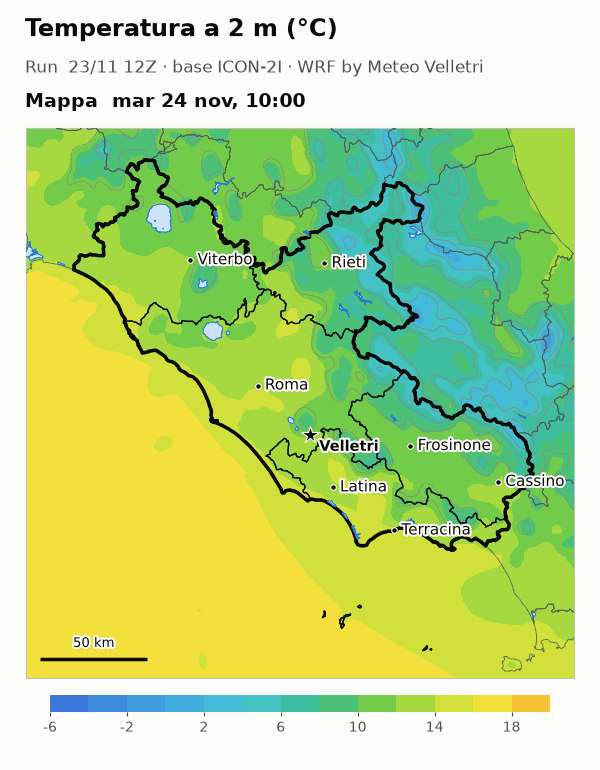 Temperatura a 2 m (°C)
Run  23/11 12Z · base ICON-2I · WRF by Meteo Velletri
Mappa  mar 24 nov, 10:00
Viterbo
Rieti
Roma
Velletri
Frosinone
Cassino
Latina
Terracina
50 km
-6 -2 2 6 10 14 18